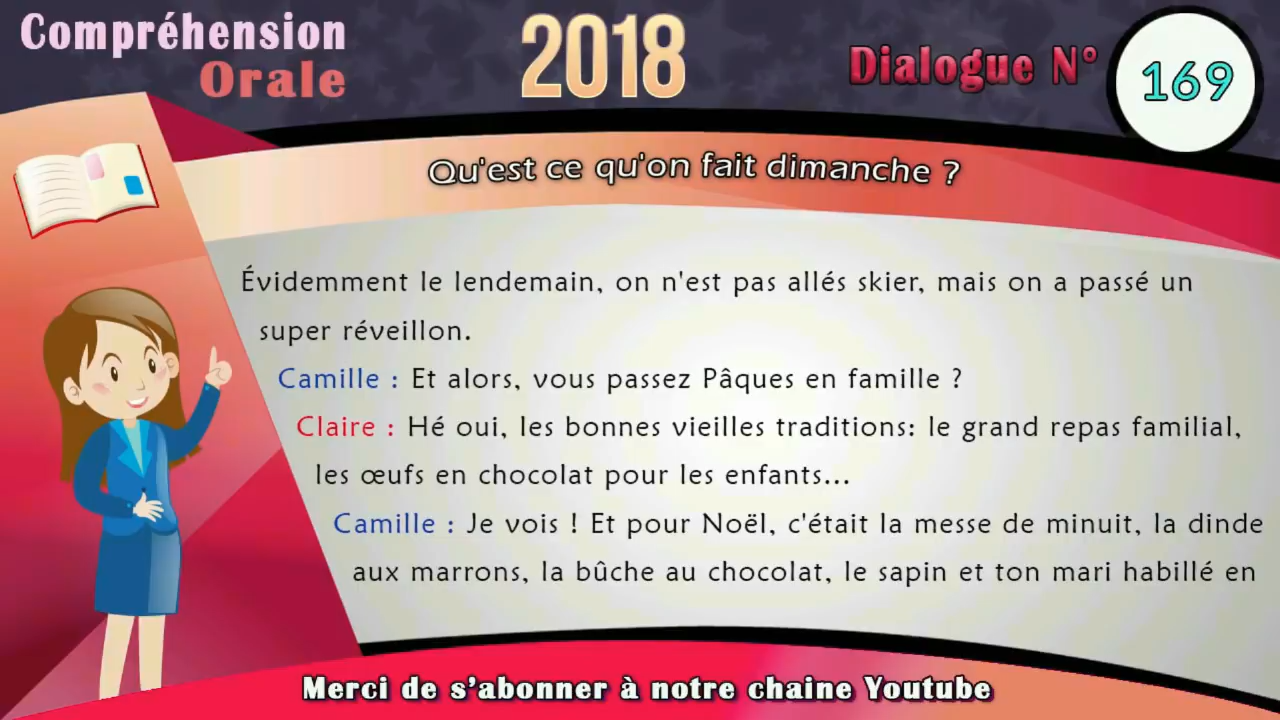 Compréhension
Orale
2018
Dialogue N°
169
Qu'est ce qu'on fait dimanche ?
Évidemment le lendemain, on n'est pas allés skier, mais on a passé un
super réveillon.
Camille : Et alors, vous passez Pâques en famille ?
Claire : Hé oui, les bonnes vieilles traditions: le grand repas familial,
les œufs en chocolat pour les enfants...
Camille : Je vois ! Et pour Noël, c'était la messe de minuit, la dinde
aux marrons, la bûche au chocolat, le sapin et ton mari habillé en
Merci de s'abonner à notre chaine Youtube